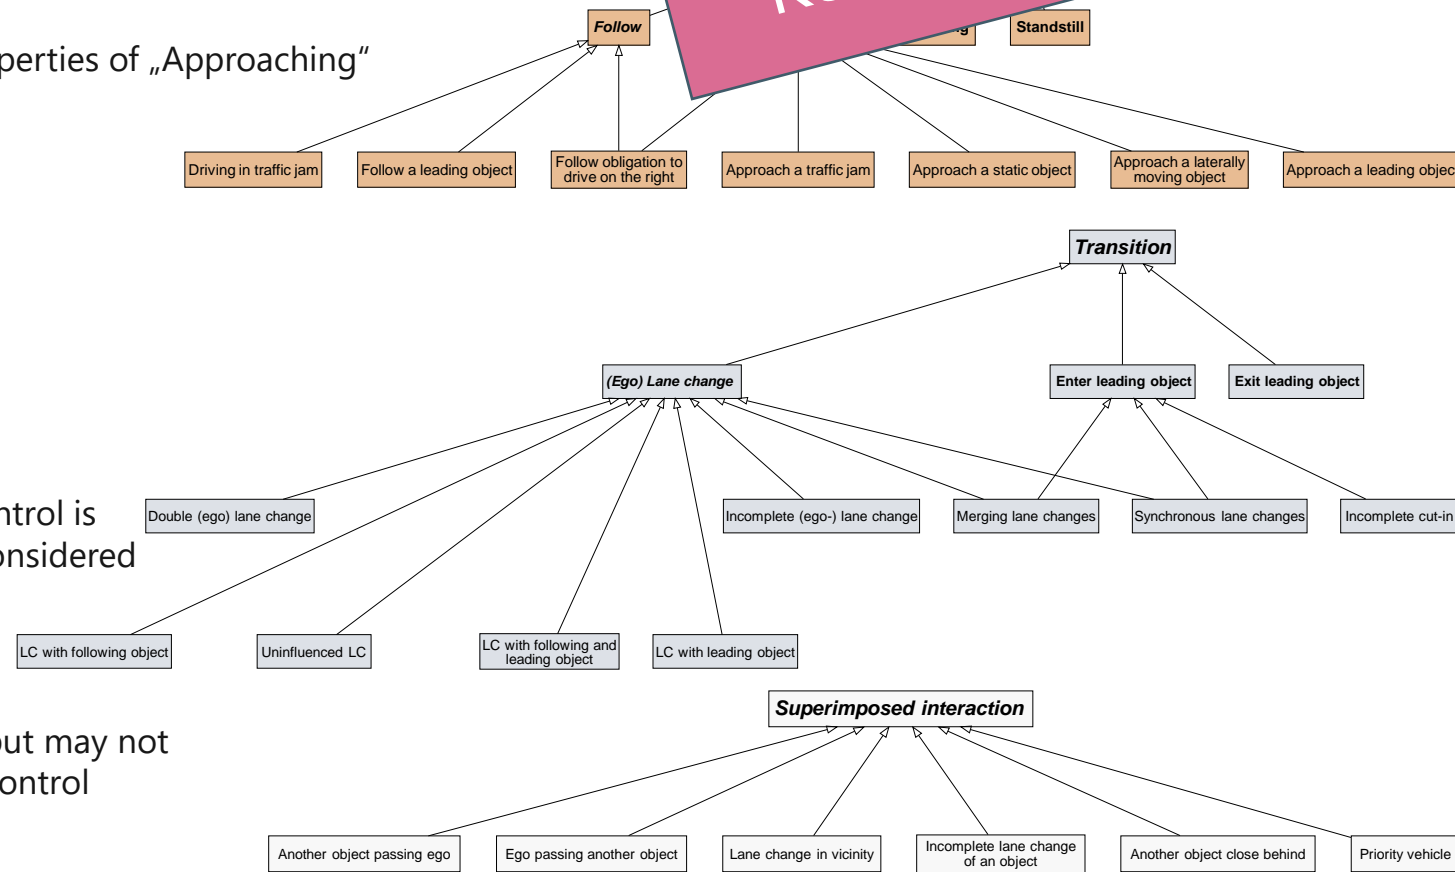 Follow
Standstill
perties of „Approaching“
Driving in traffic jam
Follow a leading object
Follow obligation to
drive on the right
Approach a traffic jam
Approach a static object
Approach a laterally
moving object
Approach a leading objec
Transition
(Ego) Lane change
Enter leading object
Exit leading object
ntrol is
onsidered
Double (ego) lane change
Incomplete (ego-) lane change
Merging lane changes
Synchronous lane changes
Incomplete cut-in
LC with following object
Uninfluenced LC
LC with following and
leading object
LC with leading object
Superimposed interaction
out may not
ontrol
Another object passing ego
Ego passing another object
Lane change in vicinity
Incomplete lane change
of an object
Another object close behind
Priority vehicle